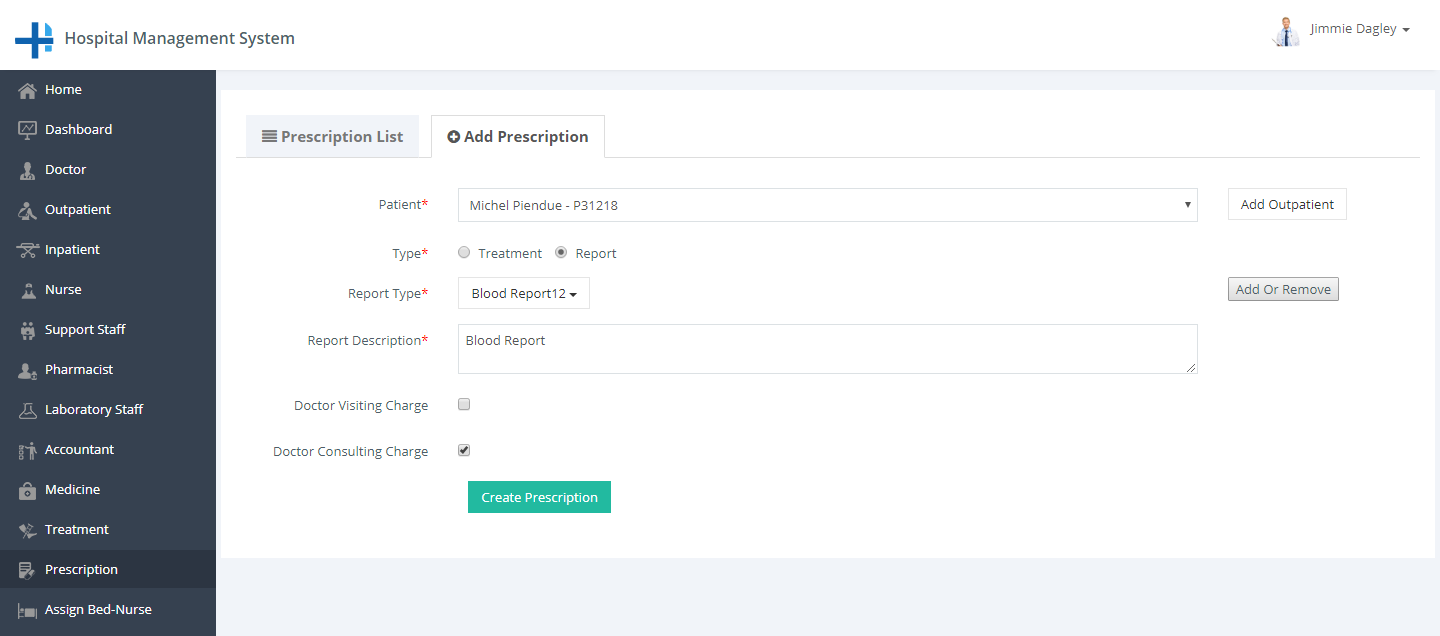 Hospital Management System
Jimmie Dagley
Home
Dashboard
Doctor
Outpatient
Inpatient
Nurse
Support Staff
Pharmacist
Laboratory Staff
Accountant
Medicine
Treatment
Prescription
Assign Bed-Nurse
Prescription List
Add Prescription
Patient* Michel Piendue - P31218 Add Outpatient
Type* Treatment Report
Report Type* Blood Report12 Add Or Remove
Report Description* Blood Report
Doctor Visiting Charge
Doctor Consulting Charge
Create Prescription